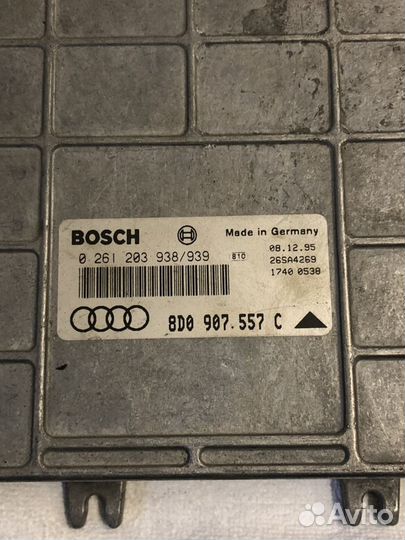 BOSCH
Made in Germany
0 261 203 938/939
810
08.12.95
26SA4269
1740 0538
8D0 907.557 C
Avito